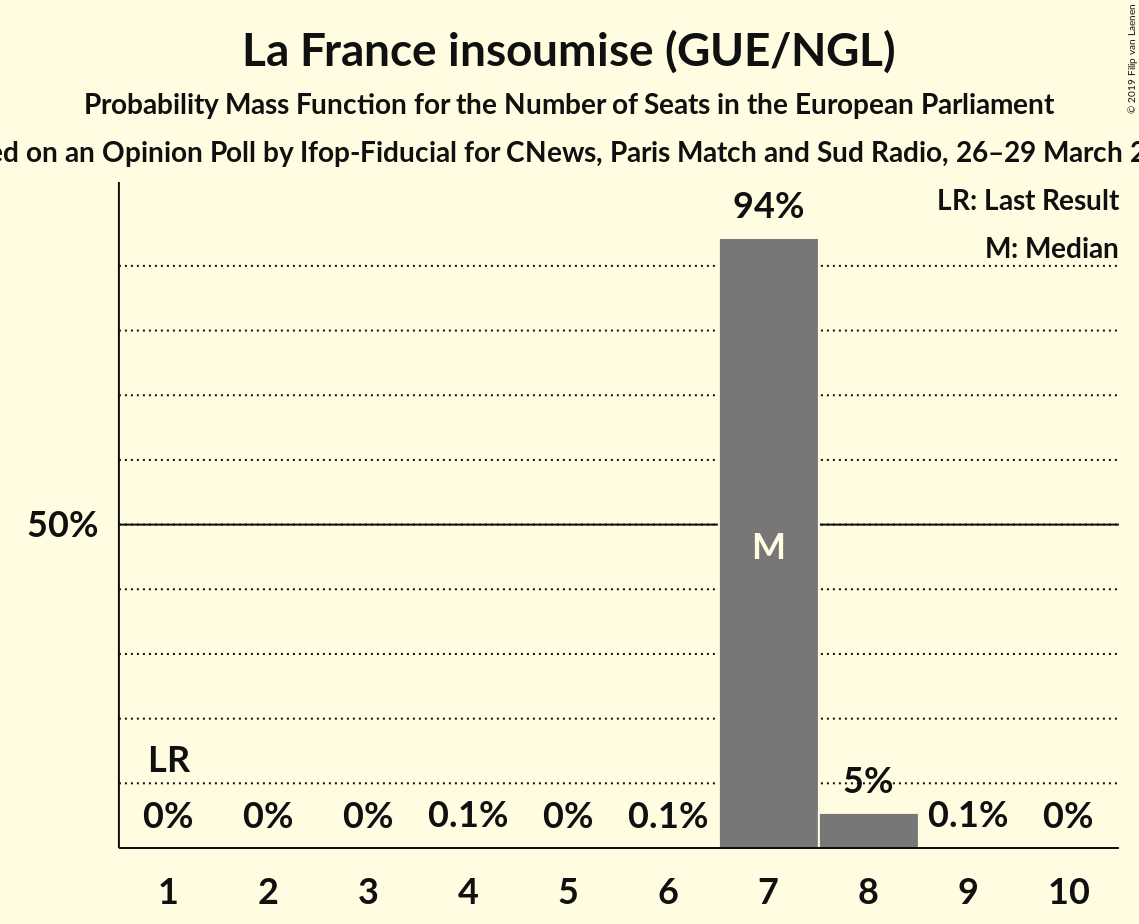 La France insoumise (GUE/NGL)
Probability Mass Function for the Number of Seats in the European Parliament
on an Opinion Poll by Ifop-Fiducial for CNews, Paris Match and Sud Radio, 26–29 March
© 2019 Filip van Laenen
LR: Last Result
M: Median
94%
50%
M
LR
5%
0% 0% 0% 0.1% 0% 0.1% 0.1% 0%
1 2 3 4 5 6 7 8 9 10